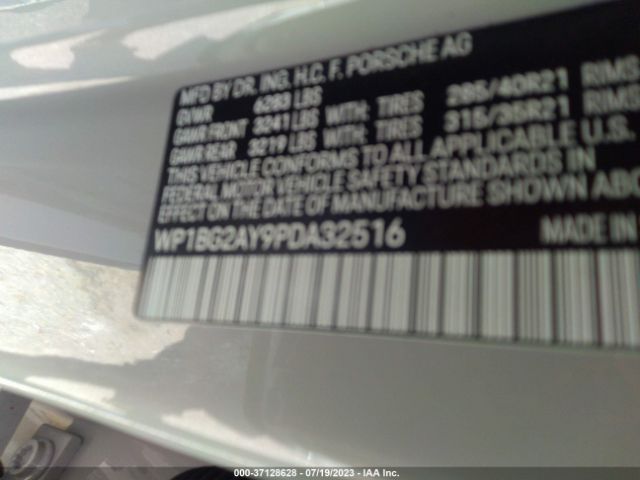 MFD BY DR. ING. H.C. F. PORSCHE AG
GVWR 6283 LBS
GAWR FRONT 3241 LBS WITH: TIRES 285/40R21 RIMS
GAWR REAR 3219 LBS WITH: TIRES 315/35R21 RIMS
THIS VEHICLE CONFORMS TO ALL APPLICABLE U.S.
FEDERAL MOTOR VEHICLE SAFETY STANDARDS IN
EFFECT ON THE DATE OF MANUFACTURE SHOWN ABO
WP1BG2AY9PDA32516 MADE IN
000-37128628 - 07/19/2023 - IAA Inc.